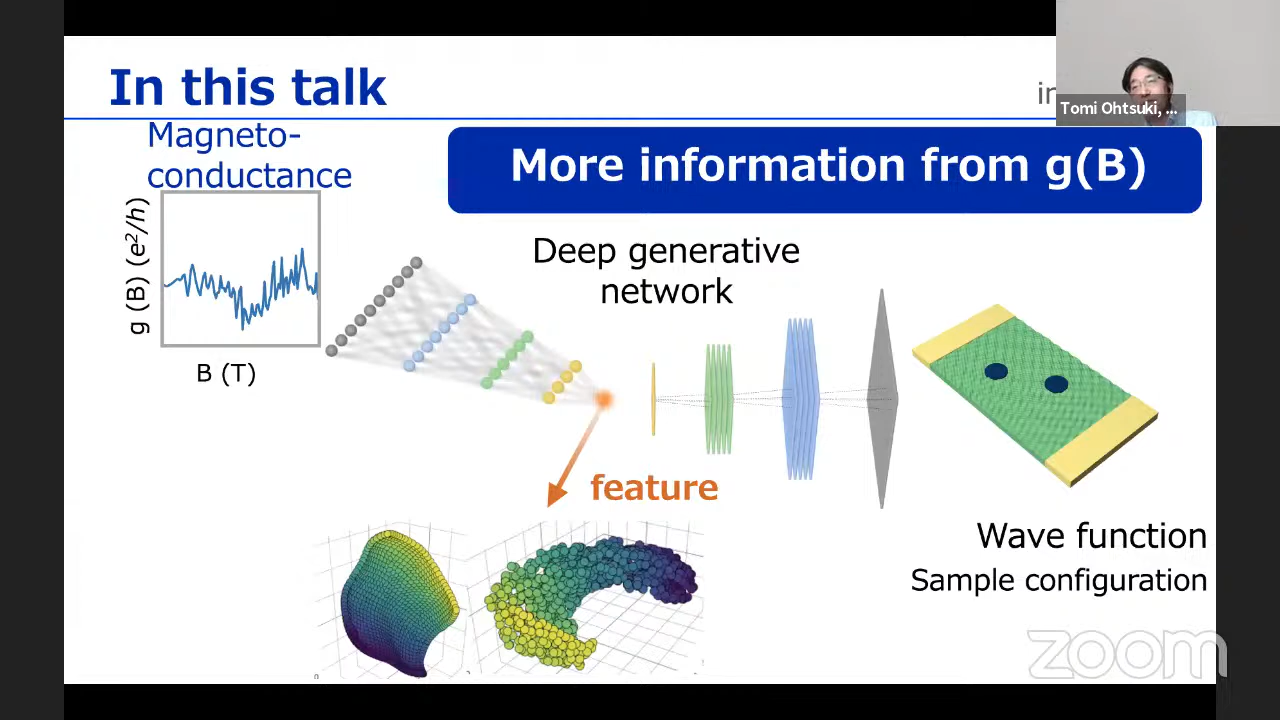 In this talk
in
Tomi Ohtsuki, ...
Magneto-
conductance
More information from g(B)
g (B) (e²/h)
B (T)
Deep generative
network
feature
Wave function
Sample configuration
zoom